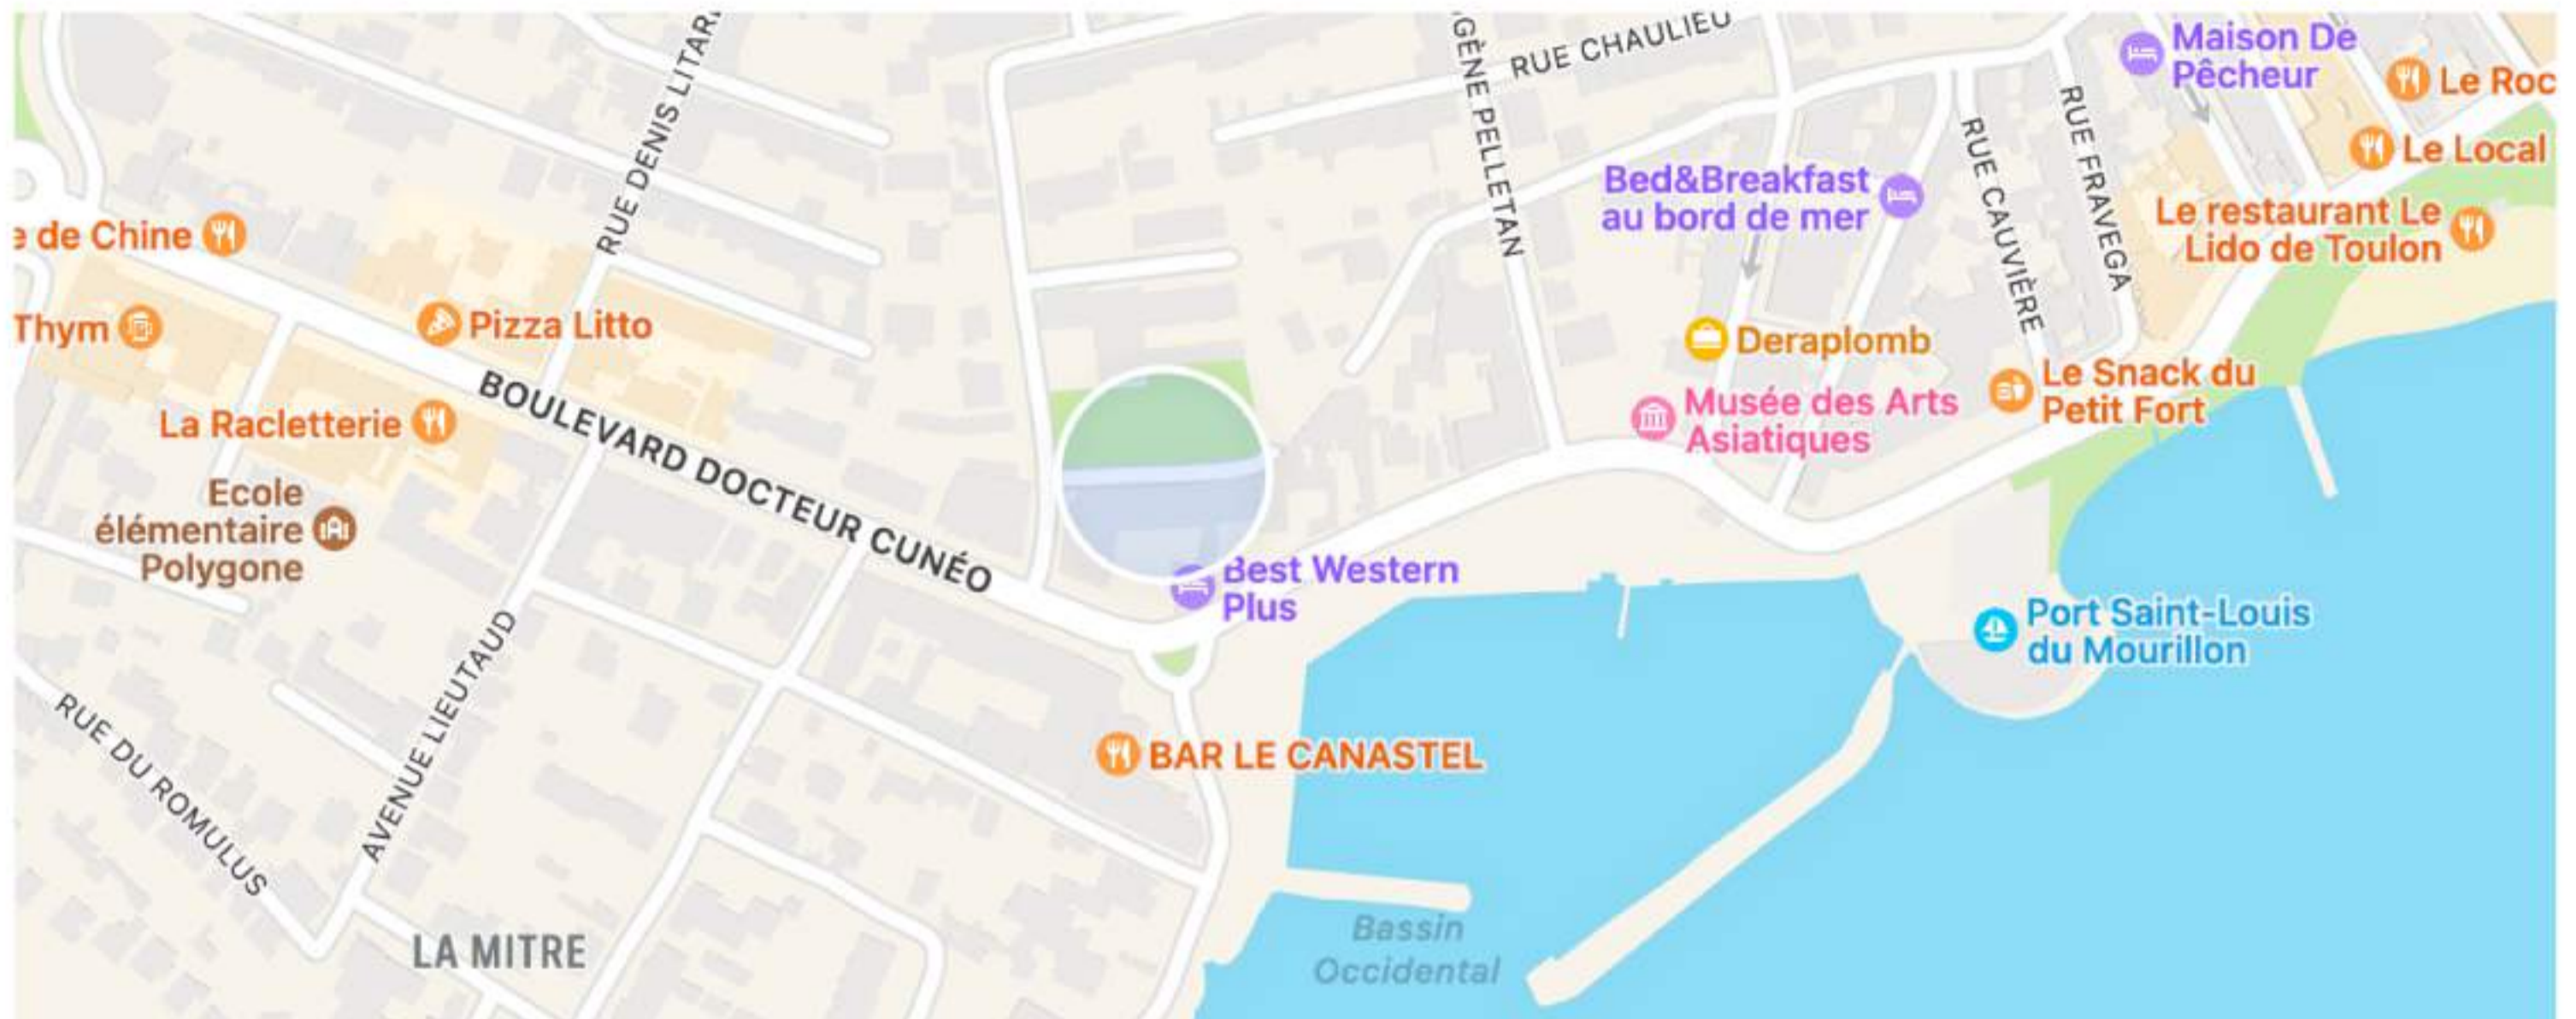 RUE DENIS LITAR
GÈNE PELLETAN
RUE CHAULIEU
Maison De
Pêcheur
Le Roc
Le Local
RUE FRAVEGA
RUE CAUVIÈRE
Bed&Breakfast
au bord de mer
Le restaurant Le
Lido de Toulon
e de Chine
Thym
Pizza Litto
Deraplomb
BOULEVARD DOCTEUR CUNÉO
La Racletterie
Musée des Arts
Asiatiques
Le Snack du
Petit Fort
Ecole
élémentaire
Polygone
Best Western
Plus
Port Saint-Louis
du Mourillon
AVENUE LIEUTAUD
RUE DU ROMULUS
BAR LE CANASTEL
LA MITRE
Bassin
Occidental